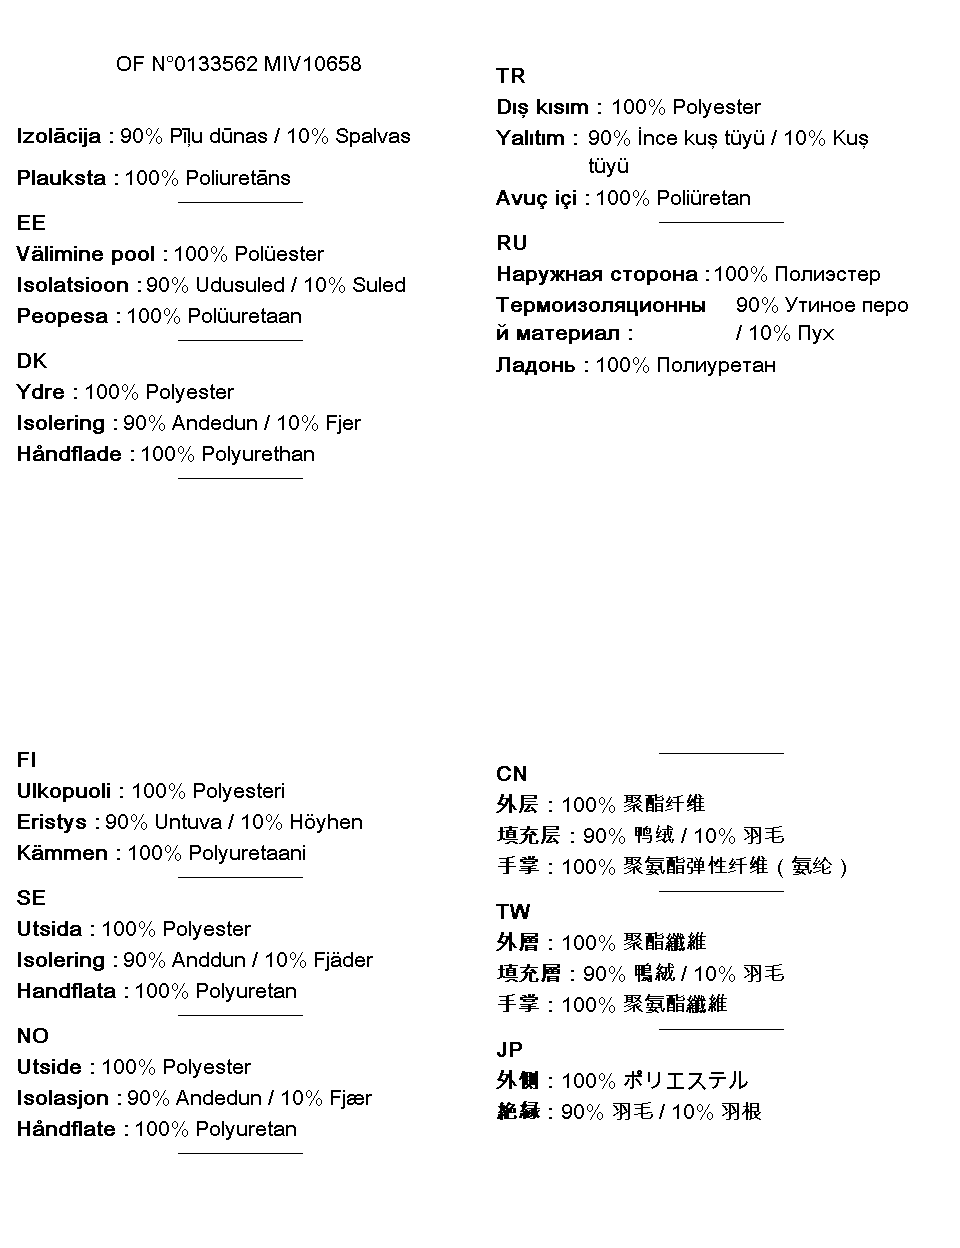 OF N°0133562 MIV10658
Izolācija : 90% Pīļu dūnas / 10% Spalvas
Plauksta : 100% Poliuretāns
EE
Välimine pool : 100% Polüester
Isolatsioon : 90% Udusuled / 10% Suled
Peopesa : 100% Polüuretaan
DK
Ydre : 100% Polyester
Isolering : 90% Andedun / 10% Fjer
Håndflade : 100% Polyurethan
FI
Ulkopuoli : 100% Polyesteri
Eristys : 90% Untuva / 10% Höyhen
Kämmen : 100% Polyuretaani
SE
Utsida : 100% Polyester
Isolering : 90% Anddun / 10% Fjäder
Handflata : 100% Polyuretan
NO
Utside : 100% Polyester
Isolasjon : 90% Andedun / 10% Fjær
Håndflate : 100% Polyuretan
TR
Dış kısım : 100% Polyester
Yalıtım : 90% İnce kuş tüyü / 10% Kuş
tüyü
Avuç içi : 100% Poliüretan
RU
Наружная сторона : 100% Полиэстер
Термоизоляционны 90% Утиное перо
й материал : / 10% Пух
Ладонь : 100% Полиуретан
CN
外层 : 100% 聚酯纤维
填充层 : 90% 鸭绒 / 10% 羽毛
手掌 : 100% 聚氨酯弹性纤维（氨纶）
TW
外層 : 100% 聚酯纖維
填充層 : 90% 鴨絨 / 10% 羽毛
手掌 : 100% 聚氨酯纖維
JP
外側 : 100% ポリエステル
絶縁 : 90% 羽毛 / 10% 羽根